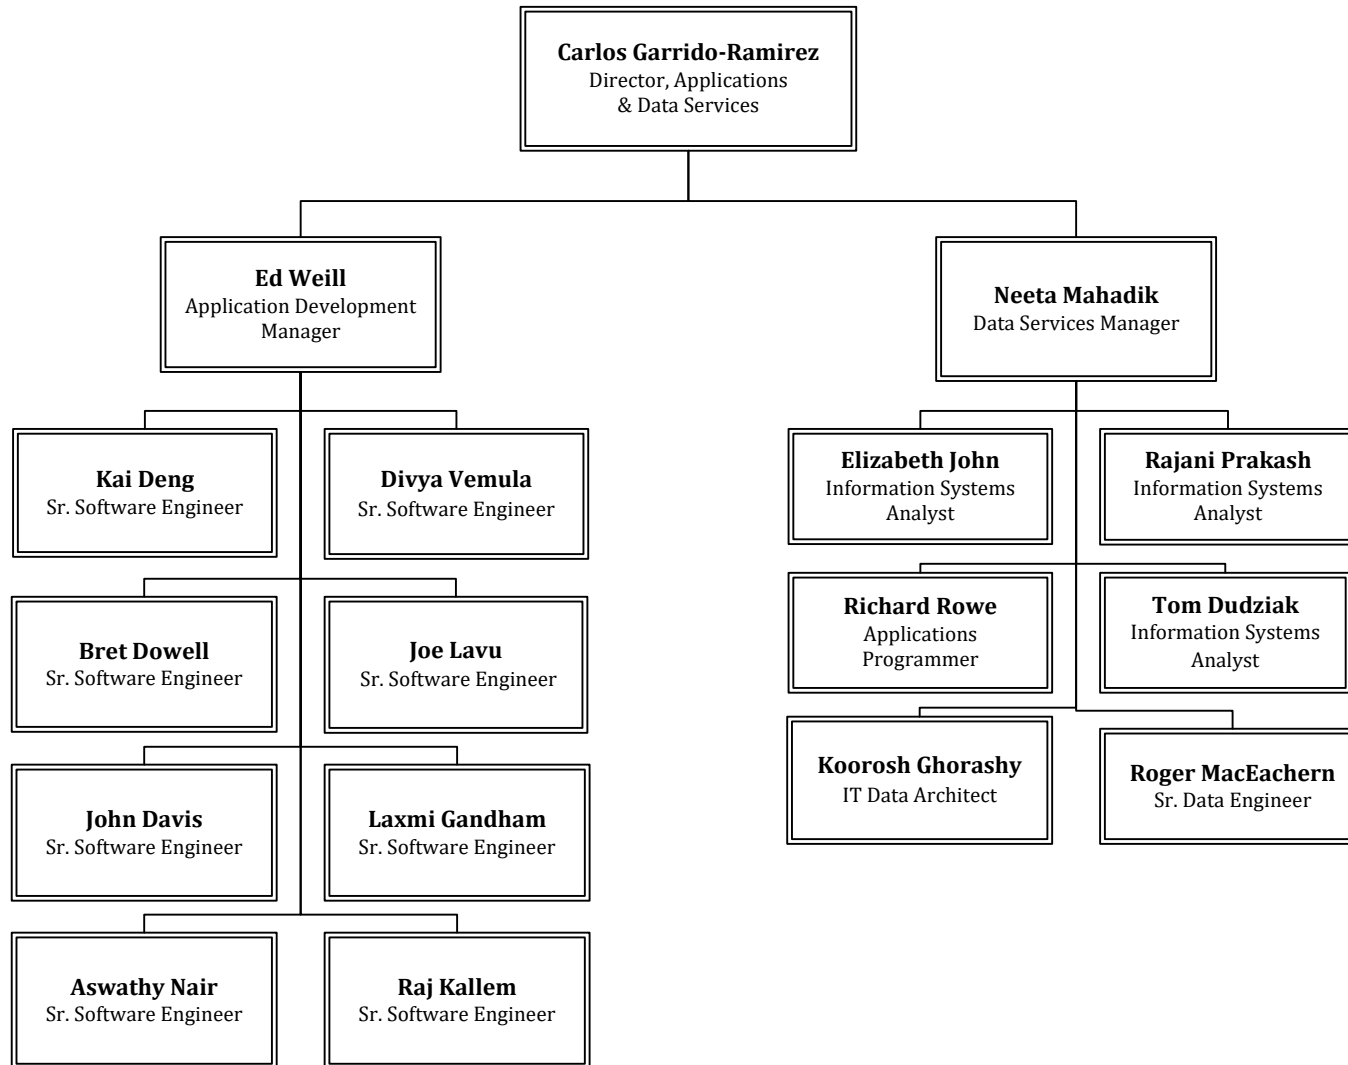 Carlos Garrido-Ramirez
Director, Applications
& Data Services
Ed Weill
Application Development
Manager
Neeta Mahadik
Data Services Manager
Kai Deng
Sr. Software Engineer
Divya Vemula
Sr. Software Engineer
Elizabeth John
Information Systems
Analyst
Rajani Prakash
Information Systems
Analyst
Bret Dowell
Sr. Software Engineer
Joe Lavu
Sr. Software Engineer
Richard Rowe
Applications
Programmer
Tom Dudziak
Information Systems
Analyst
John Davis
Sr. Software Engineer
Laxmi Gandham
Sr. Software Engineer
Koorosh Ghorashy
IT Data Architect
Roger MacEachern
Sr. Data Engineer
Aswathy Nair
Sr. Software Engineer
Raj Kallem
Sr. Software Engineer